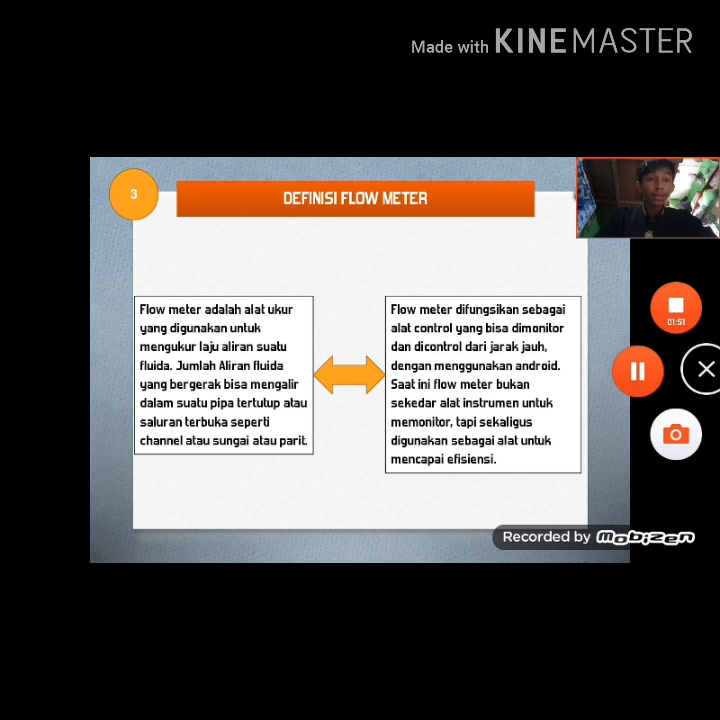 Made with KINEMASTER
3
DEFINISI FLOW METER
Flow meter adalah alat ukur
yang digunakan untuk
mengukur laju aliran suatu
fluida. Jumlah Aliran fluida
yang bergerak bisa mengalir
dalam suatu pipa tertutup atau
saluran terbuka seperti
channel atau sungai atau parit.
Flow meter difungsikan sebagai
alat control yang bisa dimonitor
dan dicontrol dari jarak jauh,
dengan menggunakan android.
Saat ini flow meter bukan
sekedar alat instrumen untuk
memonitor, tapi sekaligus
digunakan sebagai alat untuk
mencapai efisiensi.
01:51
Recorded by mobizen